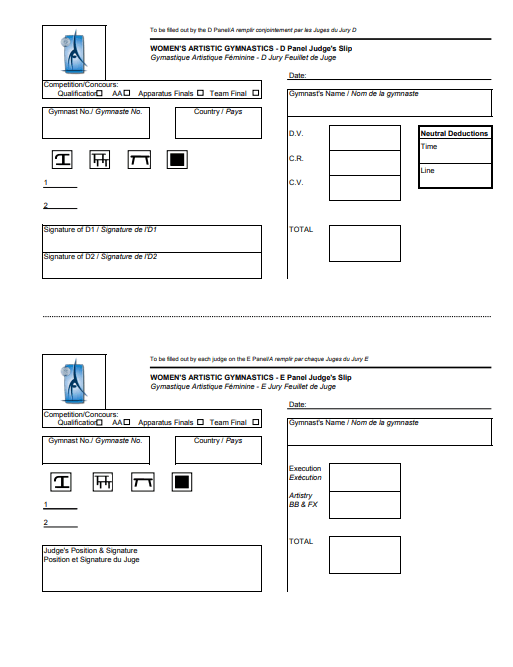 To be filled out by the D Panel/A remplir conjointement par les Juges du Jury D
WOMEN'S ARTISTIC GYMNASTICS - D Panel Judge's Slip
Gymastique Artistique Féminine - D Jury Feuillet de Juge
Date:
Competition/Concours:
Qualification AA Apparatus Finals Team Final
Gymnast's Name / Nom de la gymnaste
Gymnast No./ Gymnaste No.
Country / Pays
D.V.
C.R.
C.V.
Neutral Deductions
Time
Line
1
2
Signature of D1 / Signature de l'D1
Signature of D2 / Signature de l'D2
TOTAL
To be filled out by each judge on the E Panel/A remplir par chaque Juges du Jury E
WOMEN'S ARTISTIC GYMNASTICS - E Panel Judge's Slip
Gymastique Artistique Féminine - E Jury Feuillet de Juge
Date:
Competition/Concours:
Qualification AA Apparatus Finals Team Final
Gymnast's Name / Nom de la gymnaste
Gymnast No./ Gymnaste No.
Country / Pays
Execution
Exécution
Artistry
BB & FX
1
2
TOTAL
Judge's Position & Signature
Position et Signature du Juge